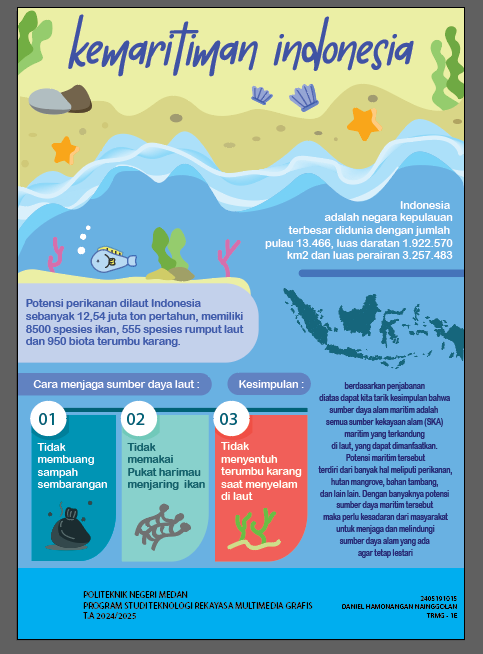 kemaritiman indonesia
Indonesia
adalah negara kepulauan
terbesar didunia dengan jumlah
pulau 13.466, luas daratan 1.922.570
km2 dan luas perairan 3.257.483
Potensi perikanan dilaut Indonesia
sebanyak 12,54 juta ton pertahun, memiliki
8500 spesies ikan, 555 spesies rumput laut
dan 950 biota terumbu karang.
Cara menjaga sumber daya laut :
01
Tidak
membuang
sampah
sembarangan
02
Tidak
memakai
Pukat harimau
menjaring ikan
03
Tidak
menyentuh
terumbu karang
saat menyelam
di laut
Kesimpulan :
berdasarkan penjabanan
diatas dapat kita tarik kesimpulan bahwa
sumber daya alam maritim adalah
semua sumber kekayaan alam (SKA)
maritim yang terkandung
di laut, yang dapat dimanfaatkan.
Potensi maritim tersebut
terdiri dari banyak hal meliputi perikanan,
hutan mangrove, bahan tambang,
dan lain lain. Dengan banyaknya potensi
sumber daya maritim tersebut
maka perlu kesadaran dari masyarakat
untuk menjaga dan melindungi
sumber daya alam yang ada
agar tetap lestari
POLITEKNIK NEGERI MEDAN
PROGRAM STUDITEKNOLOGI REKAYASA MULTIMEDIA GRAFIS
T.A 2024/2025
2405191015
DANIEL HAMONANGAN NAINGGOLAN
TRMG - 1E